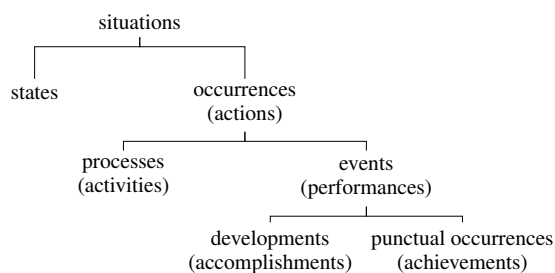 situations
states
occurrences
(actions)
processes
(activities)
events
(performances)
developments
(accomplishments)
punctual occurrences
(achievements)